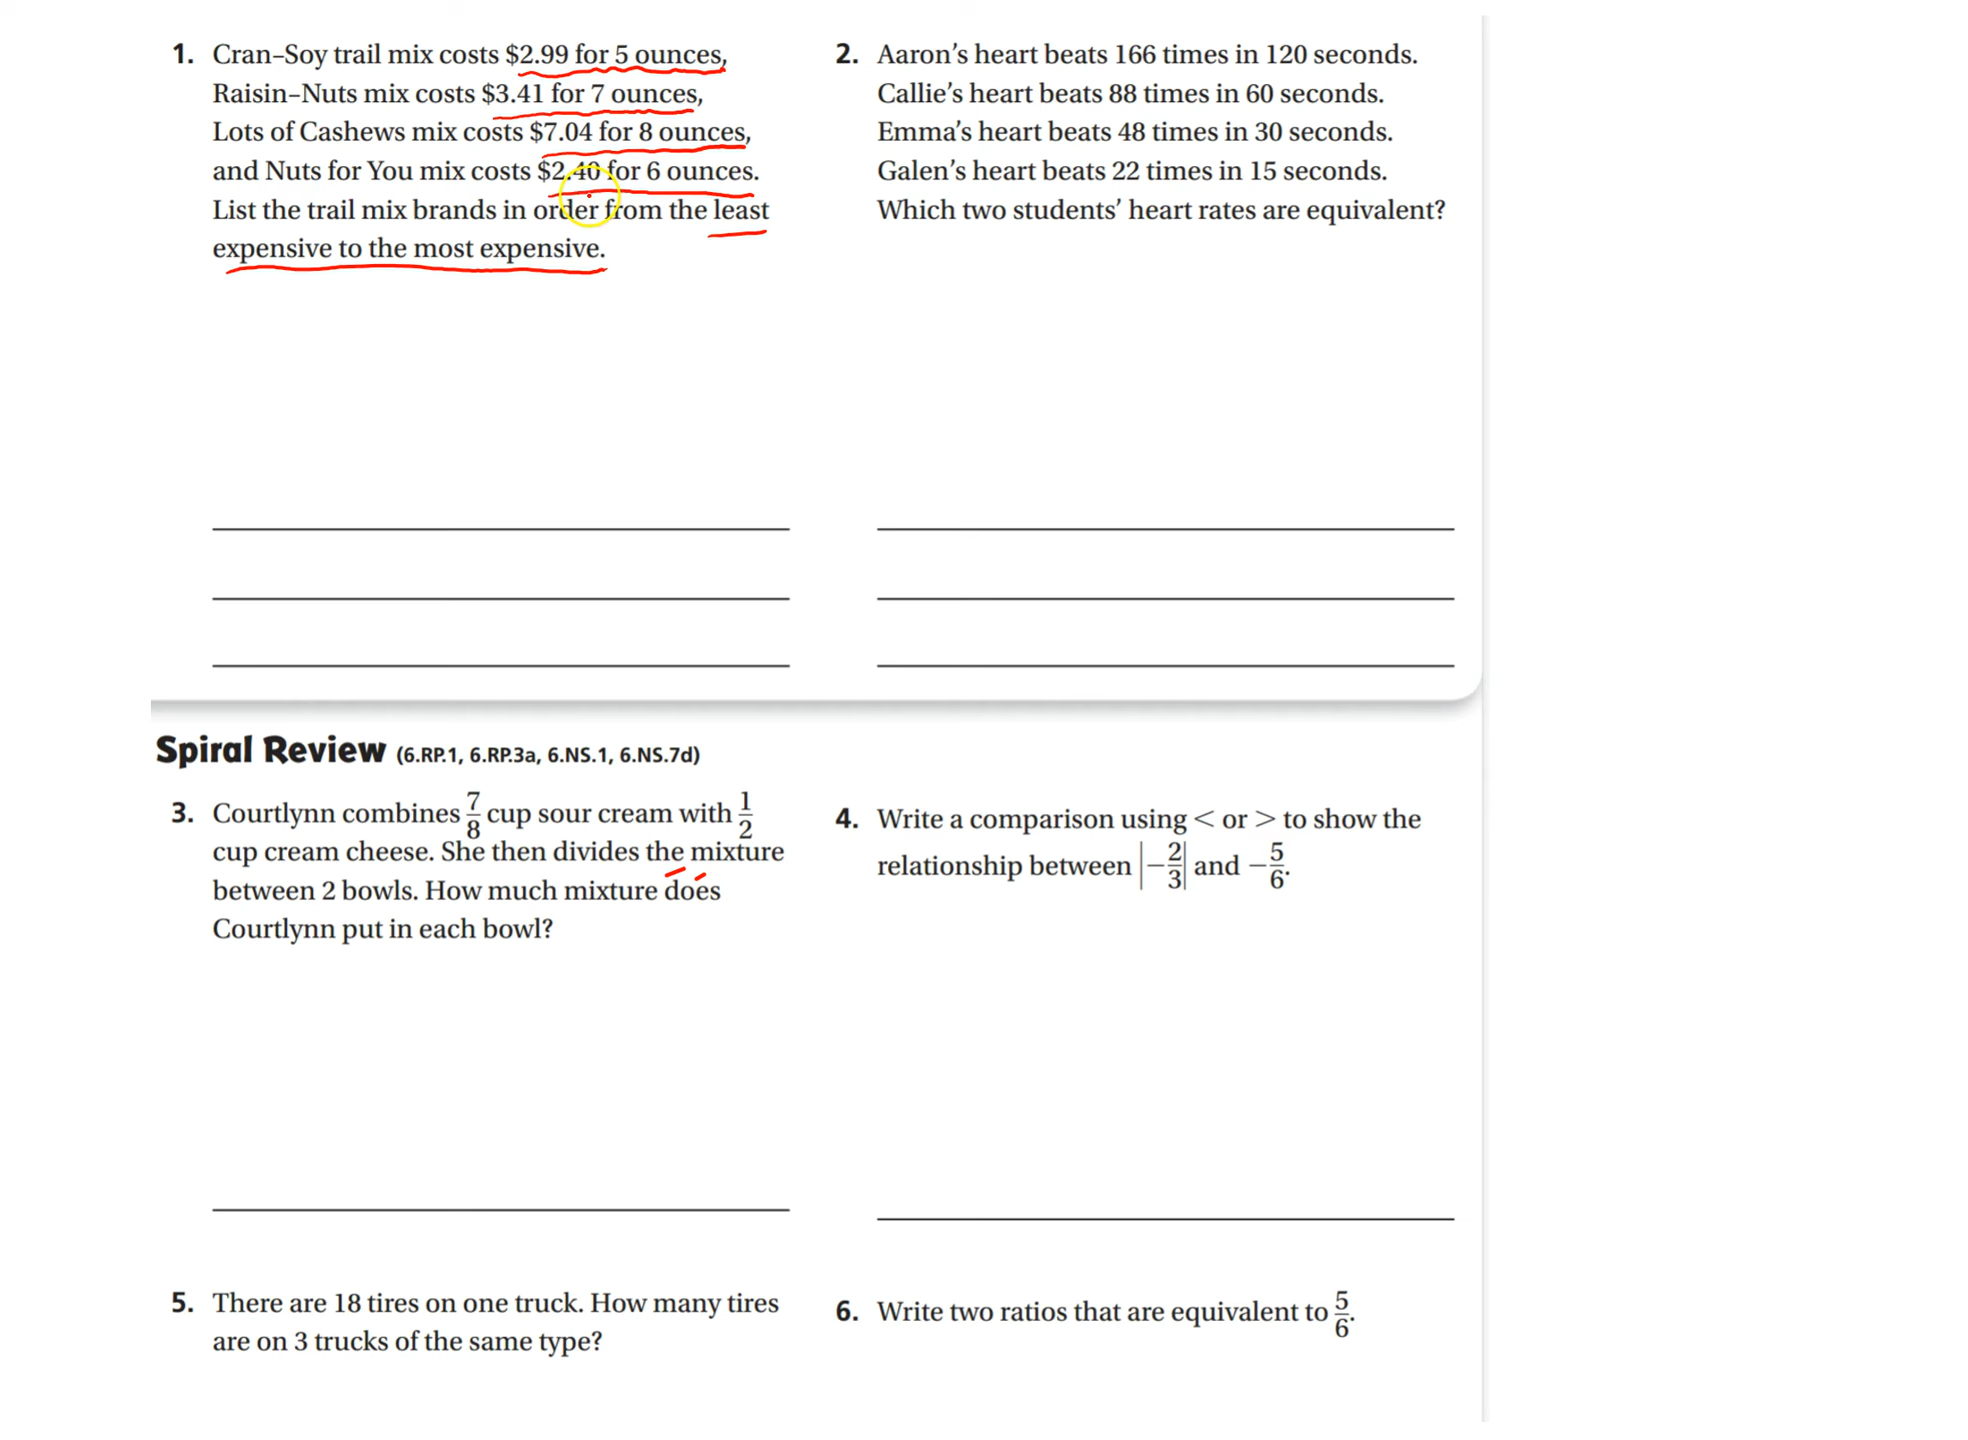 1. Cran–Soy trail mix costs $2.99 for 5 ounces,
Raisin–Nuts mix costs $3.41 for 7 ounces,
Lots of Cashews mix costs $7.04 for 8 ounces,
and Nuts for You mix costs $2.40 for 6 ounces.
List the trail mix brands in order from the least
expensive to the most expensive.
2. Aaron’s heart beats 166 times in 120 seconds.
Callie’s heart beats 88 times in 60 seconds.
Emma’s heart beats 48 times in 30 seconds.
Galen’s heart beats 22 times in 15 seconds.
Which two students’ heart rates are equivalent?
Spiral Review (6.RP.1, 6.RP.3a, 6.NS.1, 6.NS.7d)
3. Courtlynn combines 7/8 cup sour cream with 1/2
cup cream cheese. She then divides the mixture
between 2 bowls. How much mixture does
Courtlynn put in each bowl?
4. Write a comparison using < or > to show the
relationship between |−2/3| and −5/6.
5. There are 18 tires on one truck. How many tires
are on 3 trucks of the same type?
6. Write two ratios that are equivalent to 5/6.